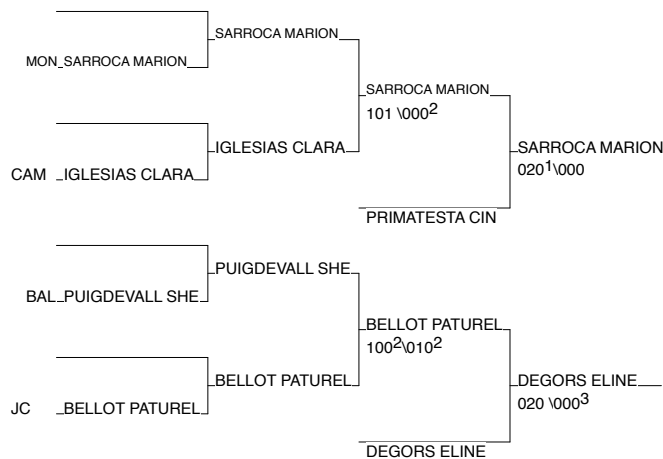 SARROCA MARION
MON SARROCA MARION
SARROCA MARION
101 \000²
IGLESIAS CLARA
CAM IGLESIAS CLARA
SARROCA MARION
020¹\000
PRIMATESTA CIN
PUIGDEVALL SHE
BAL PUIGDEVALL SHE
BELLOT PATUREL
100²\010²
BELLOT PATUREL
JC BELLOT PATUREL
DEGORS ELINE
020 \000³
DEGORS ELINE